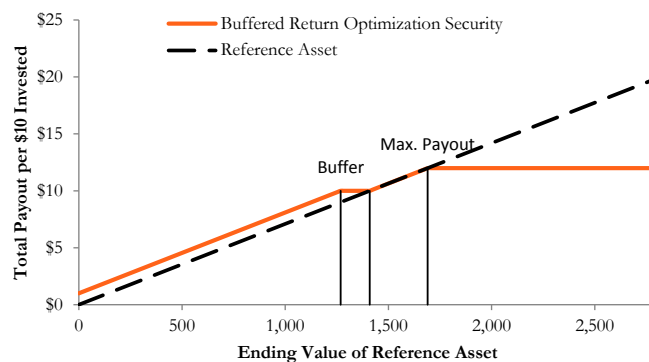 $25
Buffered Return Optimization Security
Reference Asset
$20
Total Payout per $10 Invested
$15
Max. Payout
Buffer
$10
$5
$0
0
500
1,000
1,500
2,000
2,500
Ending Value of Reference Asset